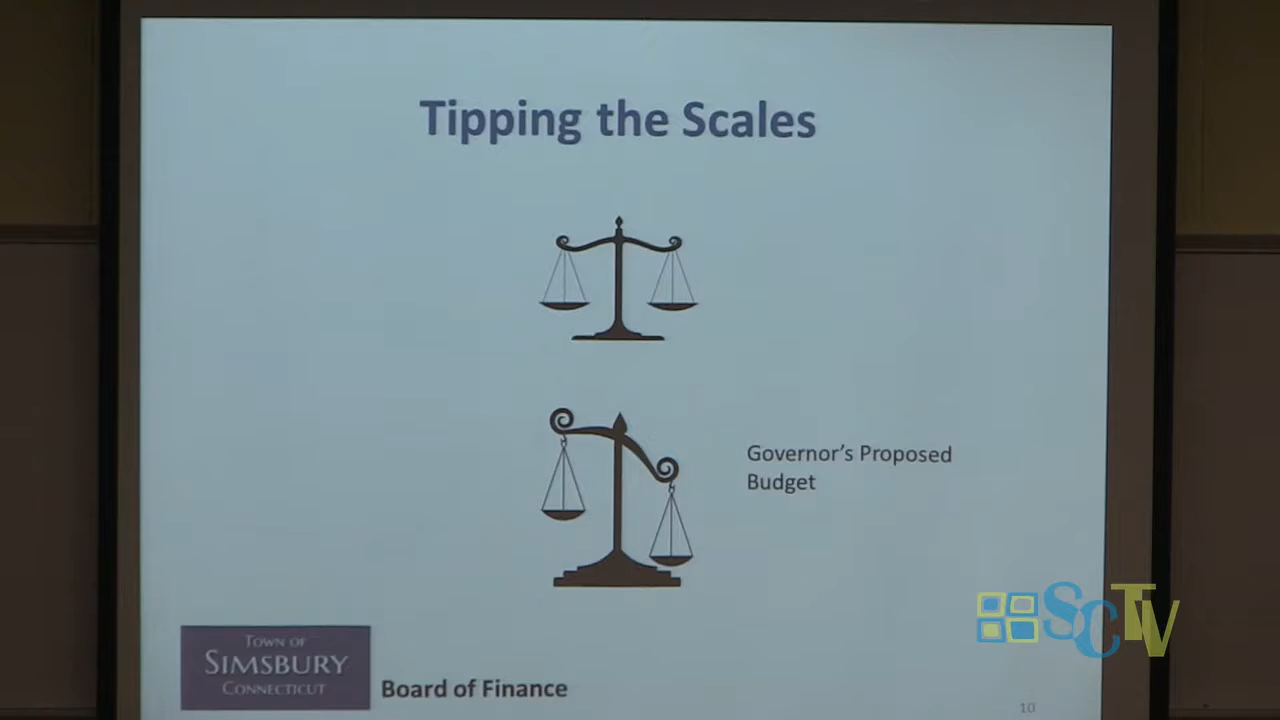 Tipping the Scales
Governor's Proposed
Budget
TOWN OF
SIMSBURY
CONNECTICUT
Board of Finance
10
SCTV